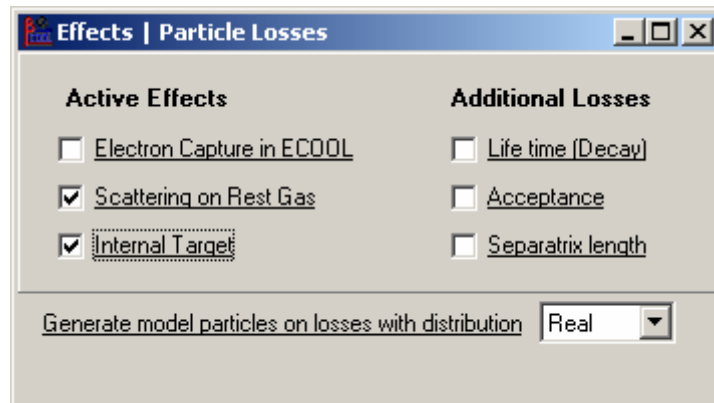 Effects | Particle Losses
Active Effects
Additional Losses
Electron Capture in ECOOL
Life time (Decay)
Scattering on Rest Gas
Acceptance
Internal Target
Separatrix length
Generate model particles on losses with distribution Real